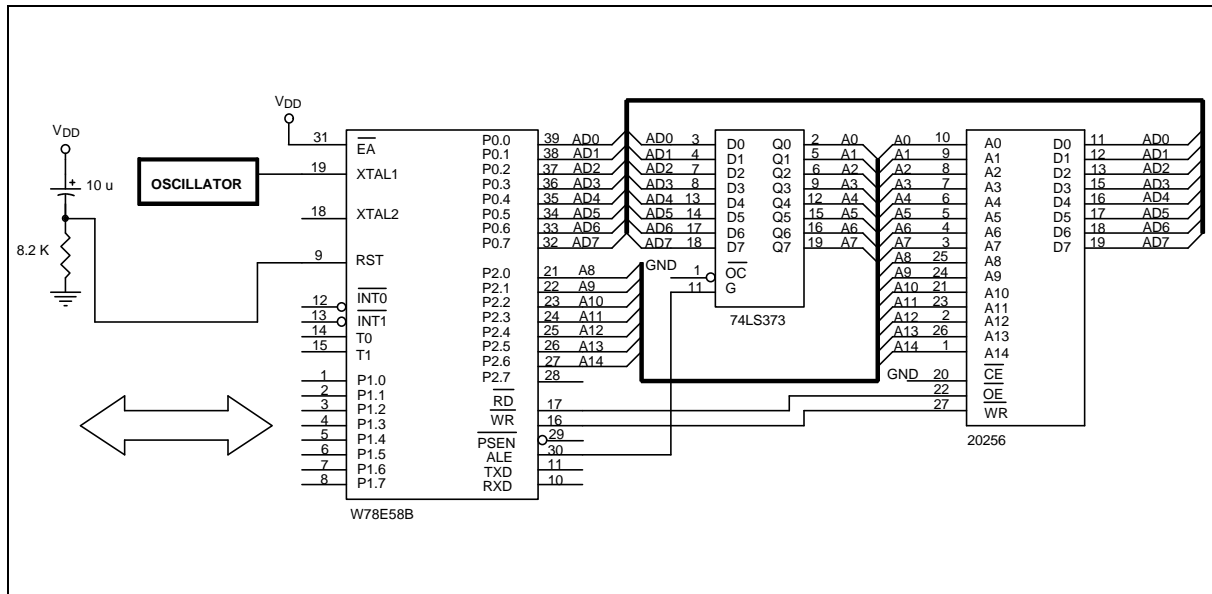 VDD
VDD
10 u
8.2 K
OSCILLATOR
31 EA
19 XTAL1
18 XTAL2
9 RST
12 INT0
13 INT1
14 T0
15 T1
1 P1.0
2 P1.1
3 P1.2
4 P1.3
5 P1.4
6 P1.5
7 P1.6
8 P1.7
P0.0 39 AD0
P0.1 38 AD1
P0.2 37 AD2
P0.3 36 AD3
P0.4 35 AD4
P0.5 34 AD5
P0.6 33 AD6
P0.7 32 AD7
P2.0 21 A8
P2.1 22 A9
P2.2 23 A10
P2.3 24 A11
P2.4 25 A12
P2.5 26 A13
P2.6 27 A14
P2.7 28
RD 17
WR 16
PSEN 29
ALE 30
TXD 11
RXD 10
W78E58B
AD0 3 D0 Q0 2 A0
AD1 4 D1 Q1 5 A1
AD2 7 D2 Q2 6 A2
AD3 8 D3 Q3 9 A3
AD4 13 D4 Q4 12 A4
AD5 14 D5 Q5 15 A5
AD6 17 D6 Q6 16 A6
AD7 18 D7 Q7 19 A7
GND 1 OC
11 G
74LS373
A0 10 A0 D0 11 AD0
A1 9 A1 D1 12 AD1
A2 8 A2 D2 13 AD2
A3 7 A3 D3 15 AD3
A4 6 A4 D4 16 AD4
A5 5 A5 D5 17 AD5
A6 4 A6 D6 18 AD6
A7 3 A7 D7 19 AD7
A8 25 A8
A9 24 A9
A10 21 A10
A11 23 A11
A12 2 A12
A13 26 A13
A14 1 A14
GND 20 CE
22 OE
27 WR
20256